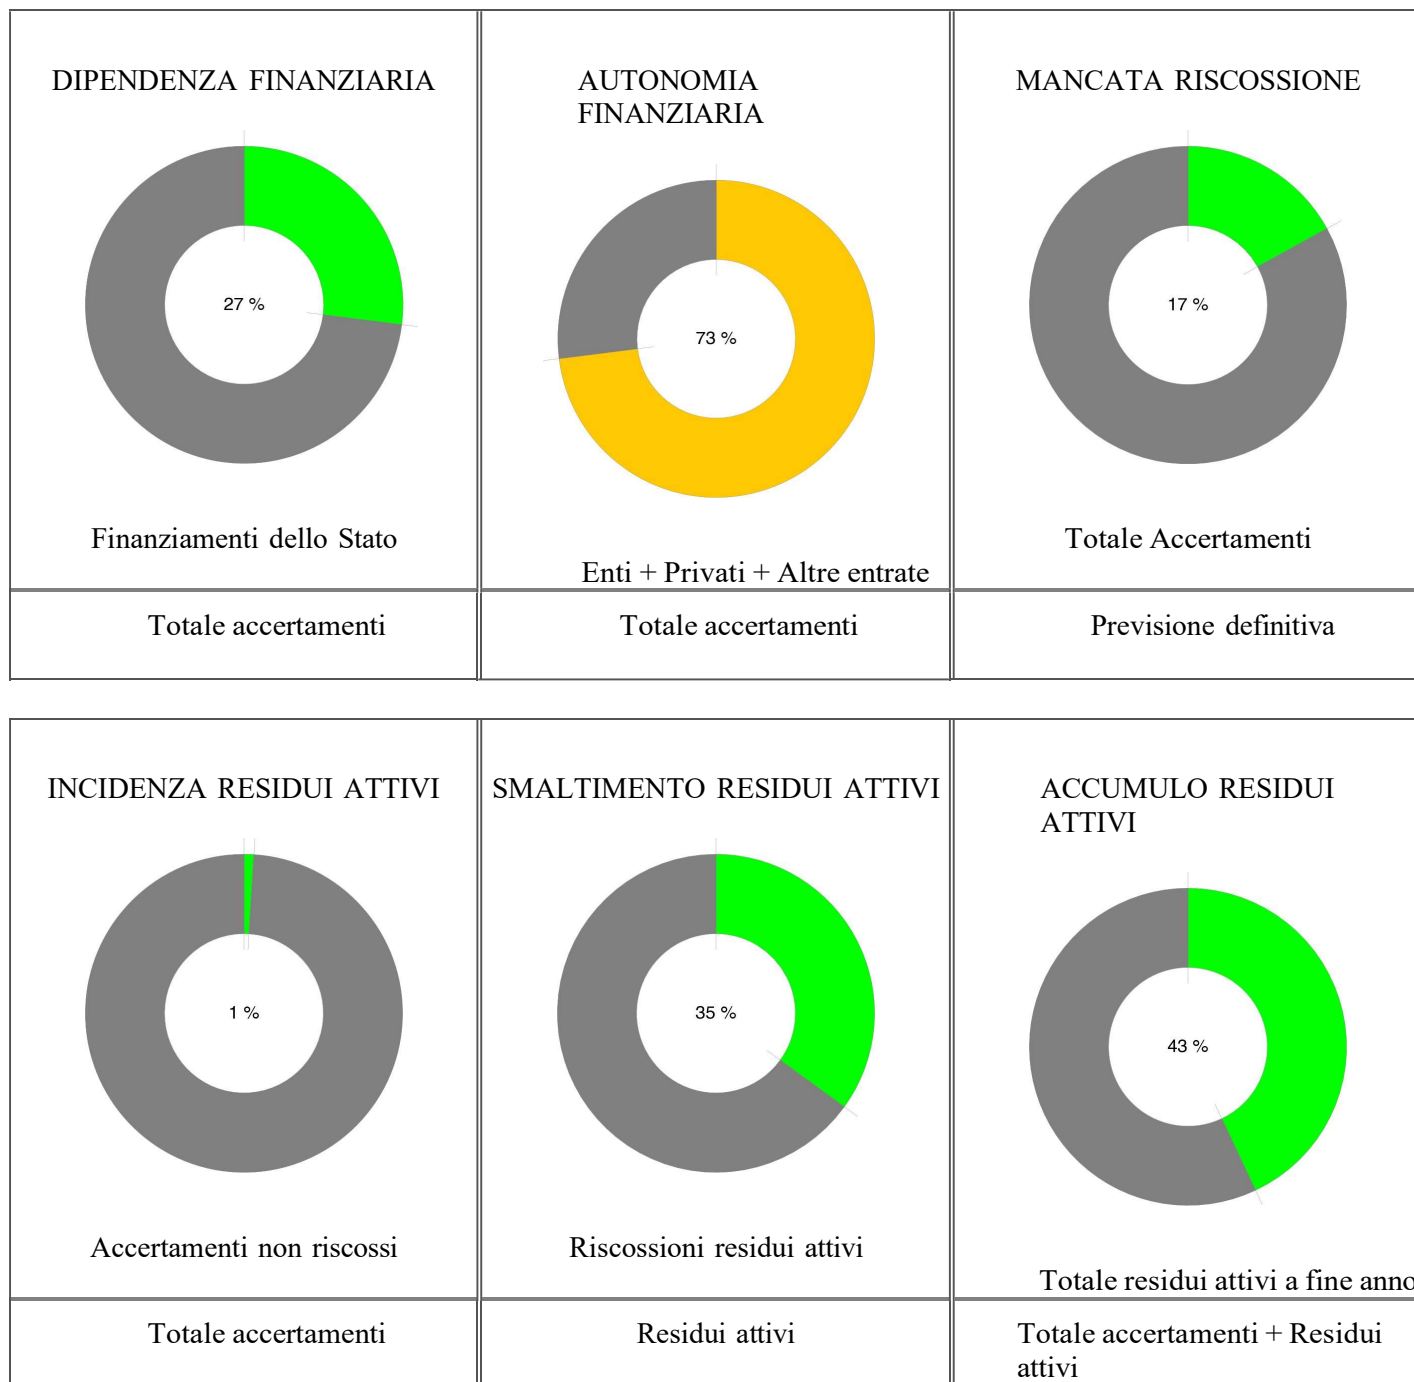 DIPENDENZA FINANZIARIA
27 %
Finanziamenti dello Stato
Totale accertamenti
AUTONOMIA
FINANZIARIA
73 %
Enti + Privati + Altre entrate
Totale accertamenti
MANCATA RISCOSSIONE
17 %
Totale Accertamenti
Previsione definitiva
INCIDENZA RESIDUI ATTIVI
1 %
Accertamenti non riscossi
Totale accertamenti
SMALTIMENTO RESIDUI ATTIVI
35 %
Riscossioni residui attivi
Residui attivi
ACCUMULO RESIDUI
ATTIVI
43 %
Totale residui attivi a fine anno
Totale accertamenti + Residui
attivi